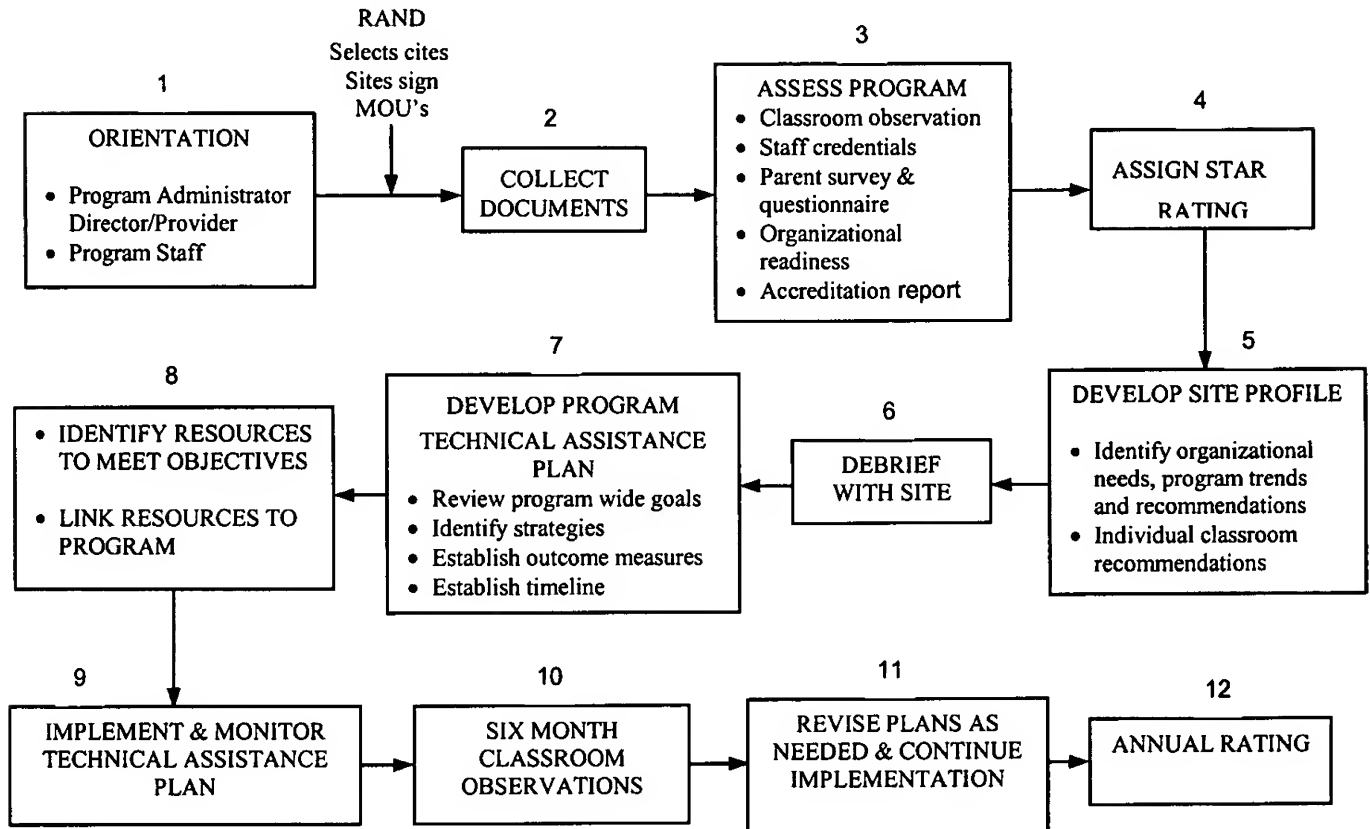 RAND
Selects cites
Sites sign
MOU's
1
ORIENTATION
• Program Administrator
Director/Provider
• Program Staff
2
COLLECT
DOCUMENTS
3
ASSESS PROGRAM
• Classroom observation
• Staff credentials
• Parent survey &
questionnaire
• Organizational
readiness
• Accreditation report
4
ASSIGN STAR
RATING
5
DEVELOP SITE PROFILE
• Identify organizational
needs, program trends
and recommendations
• Individual classroom
recommendations
6
DEBRIEF
WITH SITE
7
DEVELOP PROGRAM
TECHNICAL ASSISTANCE
PLAN
• Review program wide goals
• Identify strategies
• Establish outcome measures
• Establish timeline
8
• IDENTIFY RESOURCES
TO MEET OBJECTIVES
• LINK RESOURCES TO
PROGRAM
9
IMPLEMENT & MONITOR
TECHNICAL ASSISTANCE
PLAN
10
SIX MONTH
CLASSROOM
OBSERVATIONS
11
REVISE PLANS AS
NEEDED & CONTINUE
IMPLEMENTATION
12
ANNUAL RATING